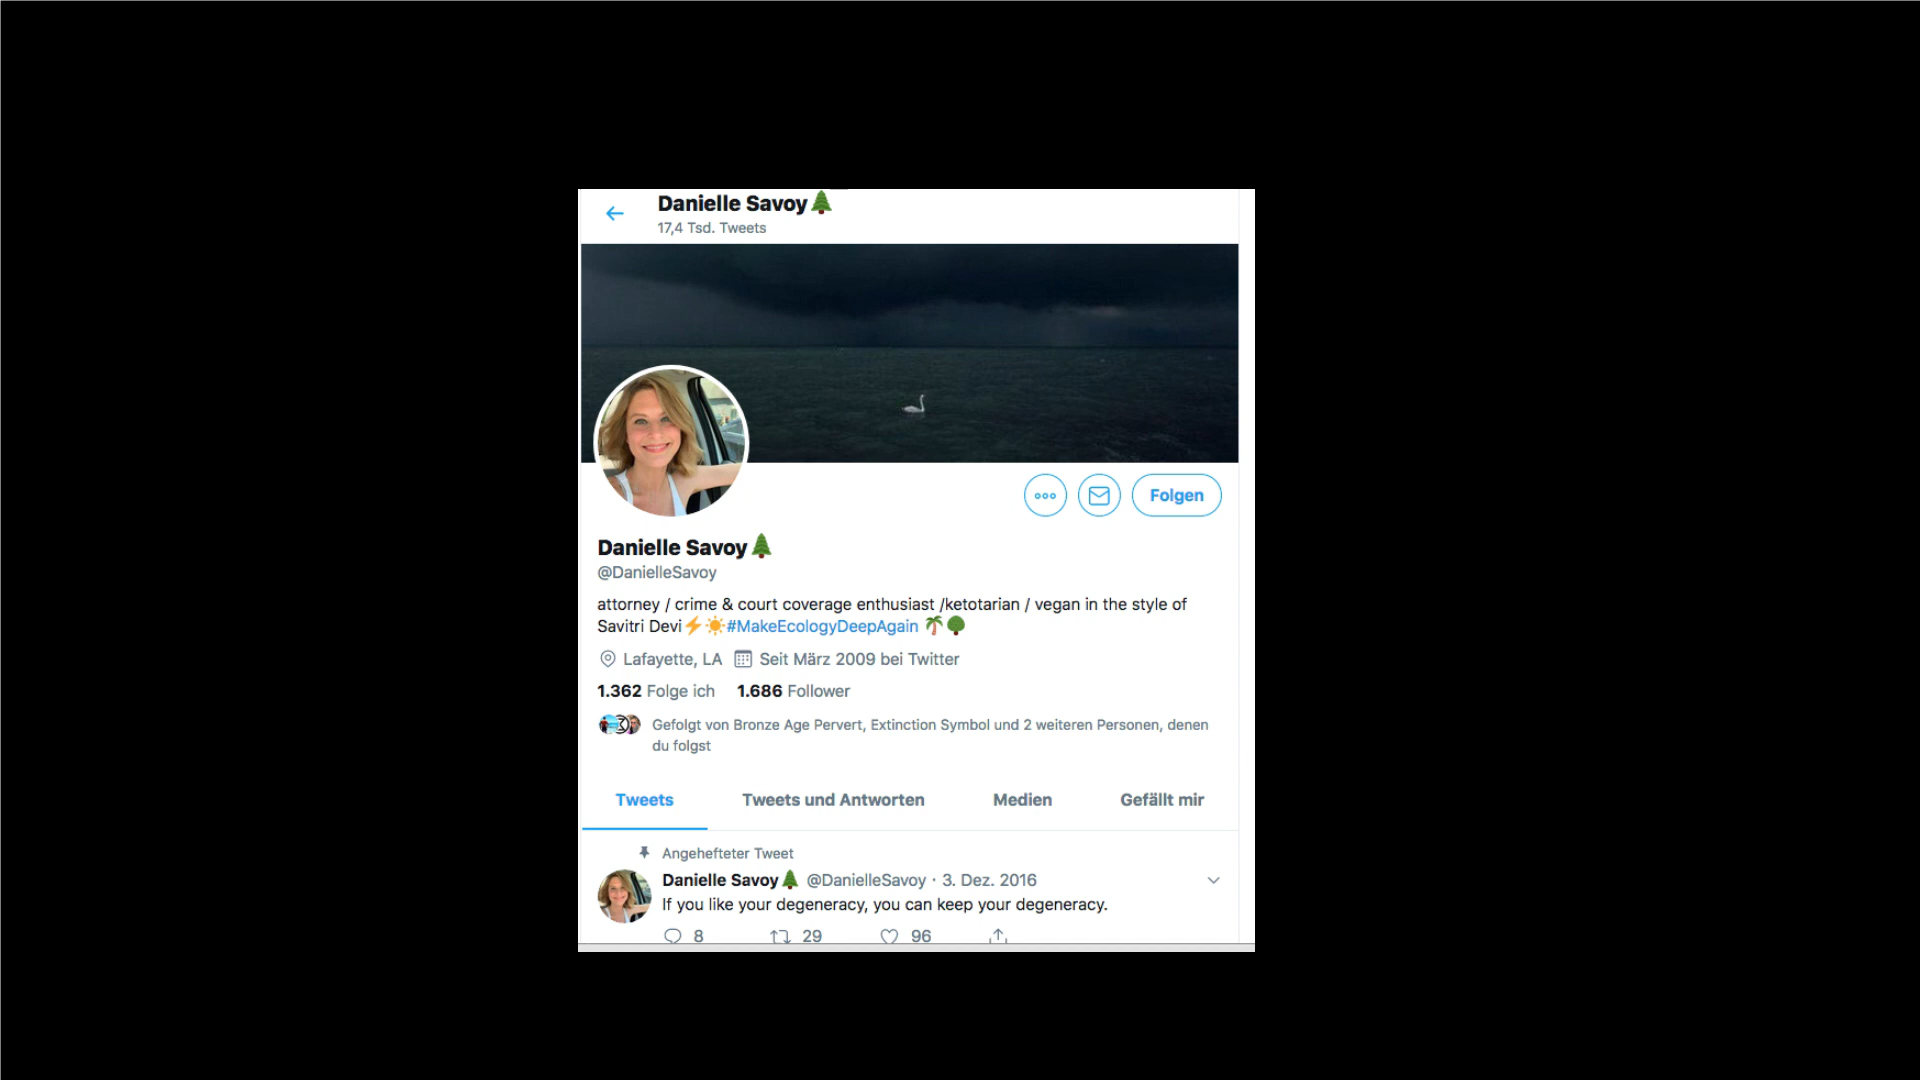 Danielle Savoy🌲
17,4 Tsd. Tweets
Folgen
Danielle Savoy🌲
@DanielleSavoy
attorney / crime & court coverage enthusiast /ketotarian / vegan in the style of
Savitri Devi⚡☀️#MakeEcologyDeepAgain 🌴🌳
Lafayette, LA Seit März 2009 bei Twitter
1.362 Folge ich 1.686 Follower
Gefolgt von Bronze Age Pervert, Extinction Symbol und 2 weiteren Personen, denen
du folgst
Tweets Tweets und Antworten Medien Gefällt mir
Angehefteter Tweet
Danielle Savoy🌲 @DanielleSavoy · 3. Dez. 2016
If you like your degeneracy, you can keep your degeneracy.
8 29 96